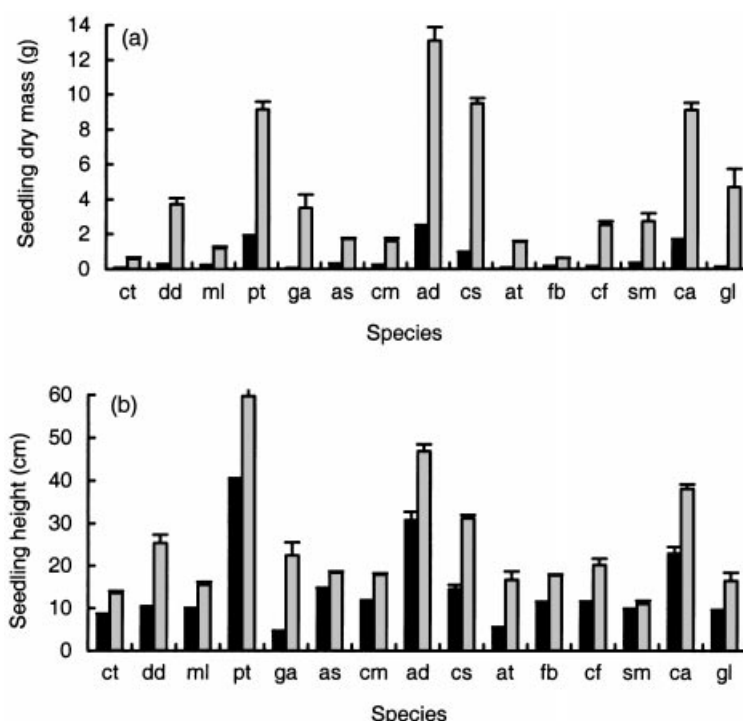 (a)
Seedling dry mass (g)
14
12
10
8
6
4
2
0
ct dd ml pt ga as cm ad cs at fb cf sm ca gl
Species
(b)
Seedling height (cm)
60
50
40
30
20
10
0
ct dd ml pt ga as cm ad cs at fb cf sm ca gl
Species